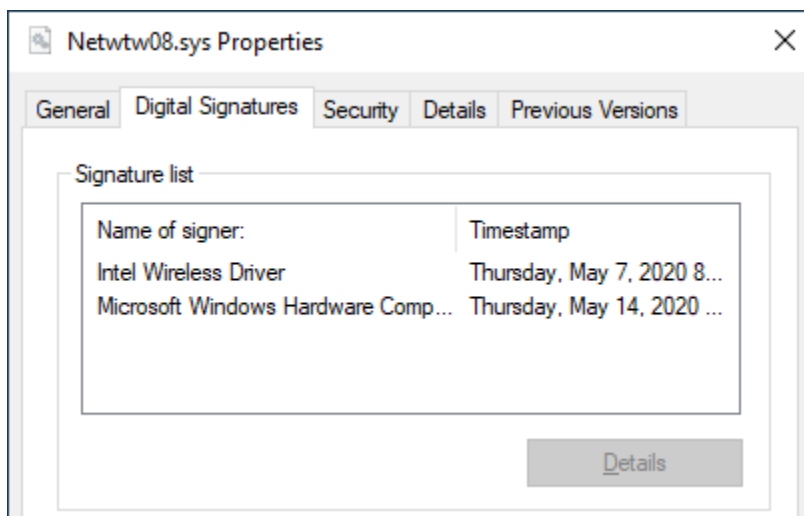 Netwtw08.sys Properties
General Digital Signatures Security Details Previous Versions
Signature list
Name of signer: Timestamp
Intel Wireless Driver Thursday, May 7, 2020 8...
Microsoft Windows Hardware Comp... Thursday, May 14, 2020 ...
Details